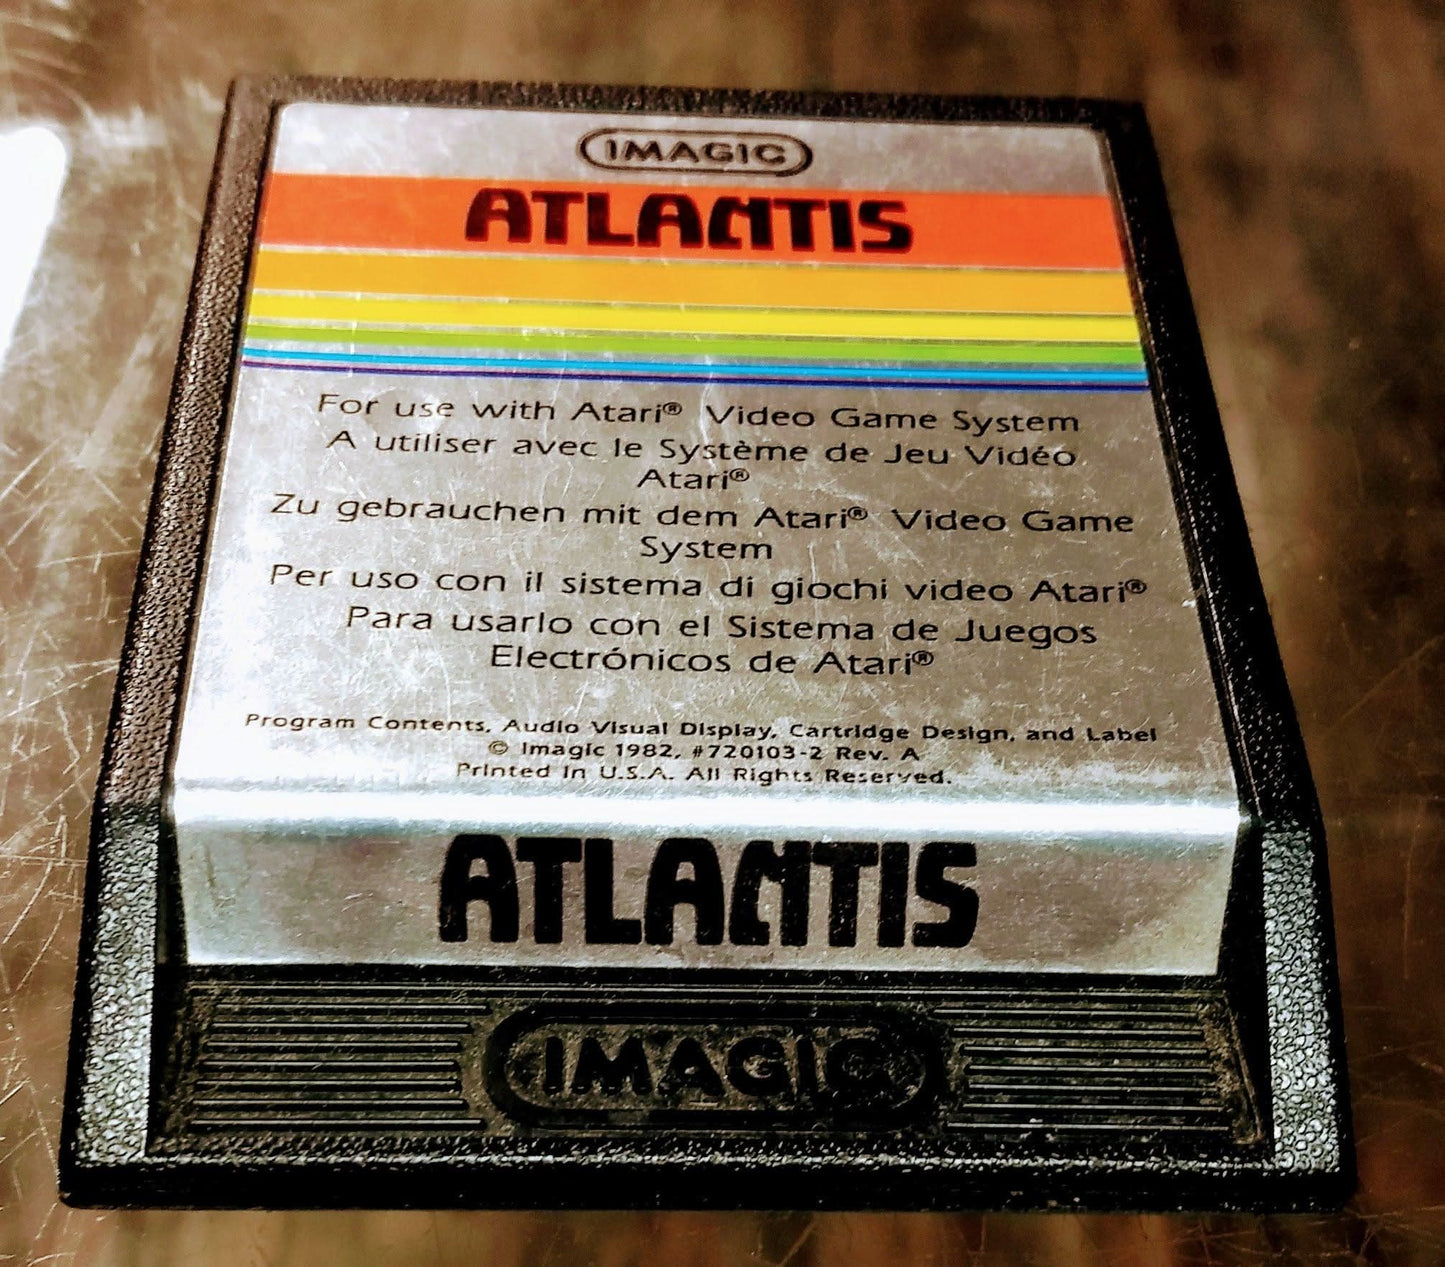 IMAGIC
ATLANTIS
For use with Atari® Video Game System
A utiliser avec le Système de Jeu Vidéo
Atari®
Zu gebrauchen mit dem Atari® Video Game
System
Per uso con il sistema di giochi video Atari®
Para usarlo con el Sistema de Juegos
Electrónicos de Atari®
Program Contents, Audio Visual Display, Cartridge Design, and Label
© Imagic 1982, #720103-2 Rev. A
Printed in U.S.A. All Rights Reserved.
ATLANTIS
IMAGIC